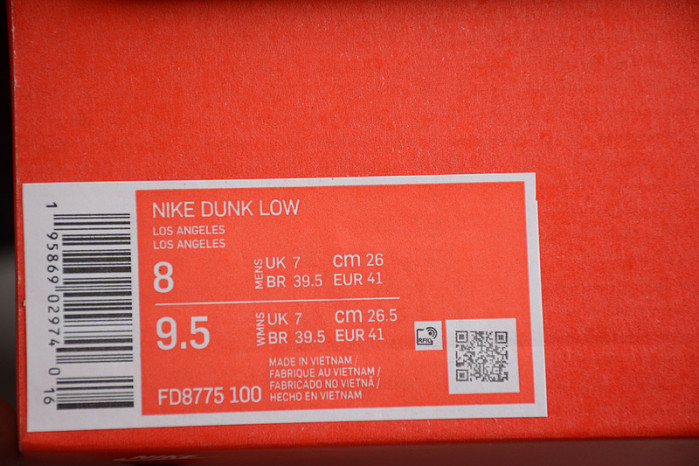 NIKE DUNK LOW
LOS ANGELES
LOS ANGELES
8 MENS UK 7 cm 26
BR 39.5 EUR 41
9.5 WMNS UK 7 cm 26.5
BR 39.5 EUR 41
MADE IN VIETNAM /
FABRIQUE AU VIETNAM /
FABRICADO NO VIETNÃ /
HECHO EN VIETNAM
FD8775 100
1 95869 02974 016